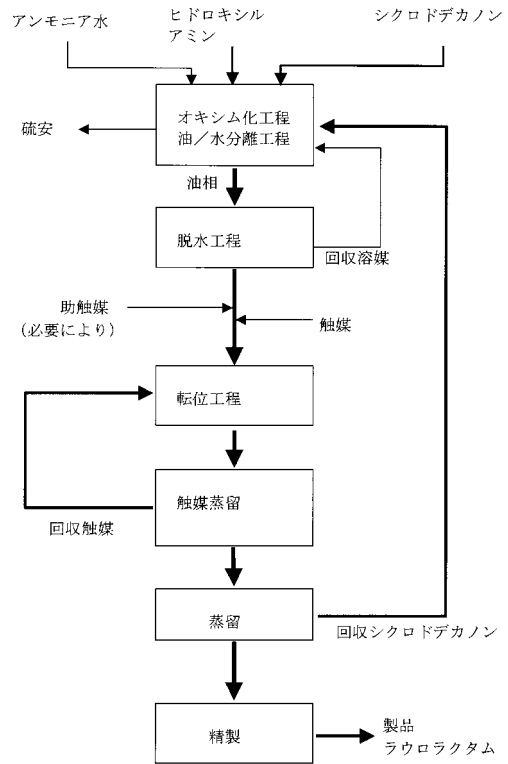 アンモニア水
ヒドロキシル
アミン
シクロドデカノン
オキシム化工程
油／水分離工程
硫安
油相
脱水工程
回収溶媒
助触媒
（必要により）
触媒
転位工程
触媒蒸留
回収触媒
蒸留
回収シクロドデカノン
精製
製品
ラウロラクタム